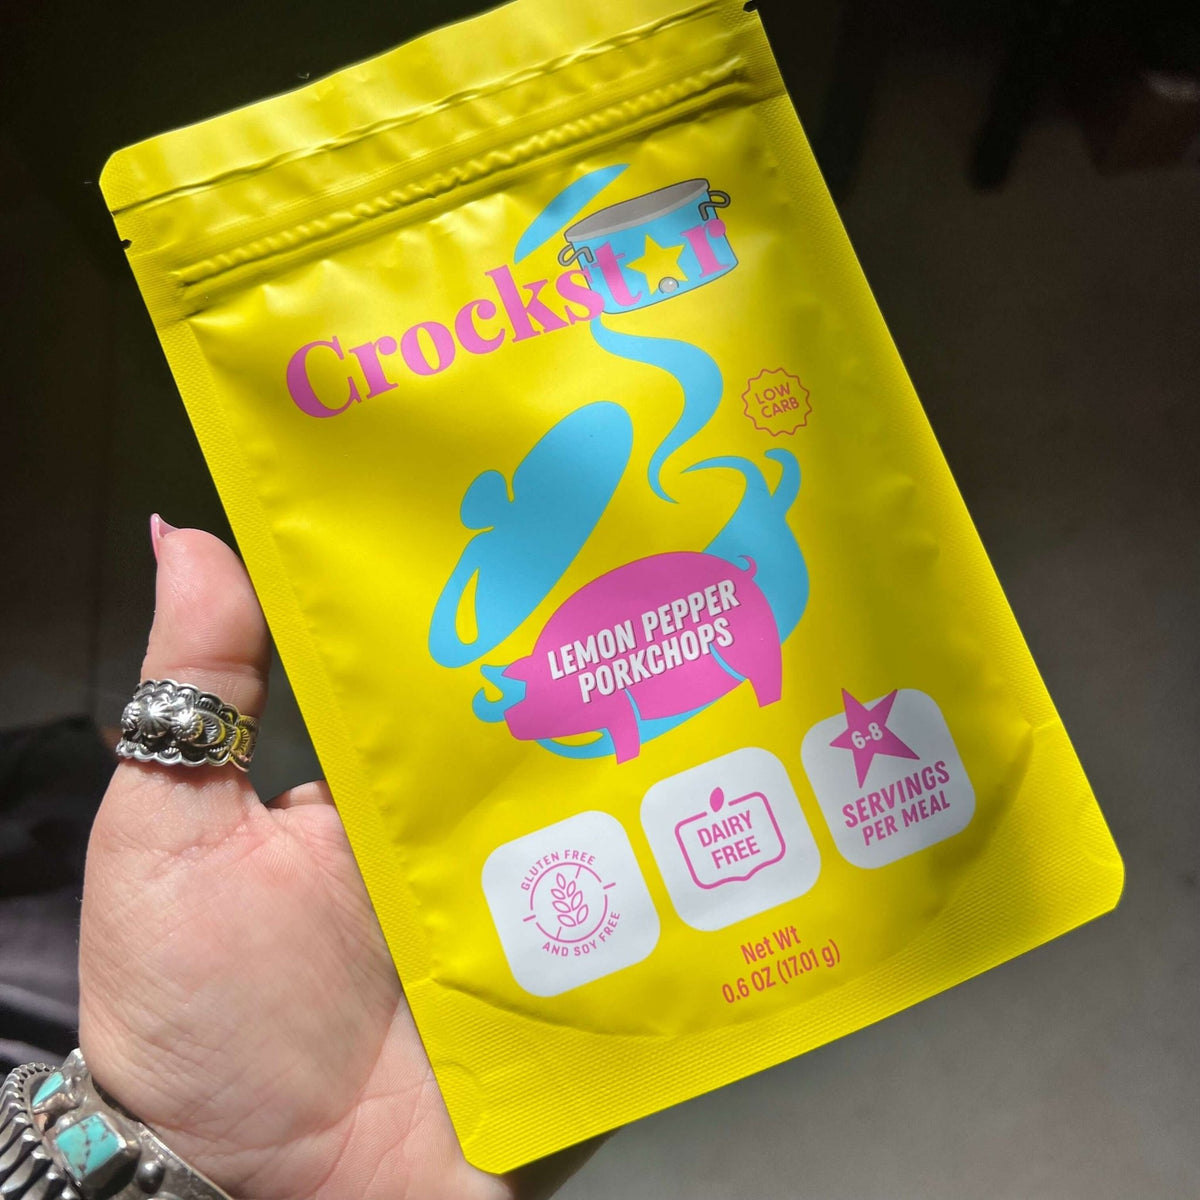 Crockstar
LOW
CARB
LEMON PEPPER
PORKCHOPS
6-8
SERVINGS
PER MEAL
DAIRY
FREE
GLUTEN FREE
AND SOY FREE
Net Wt
0.6 OZ (17.01 g)